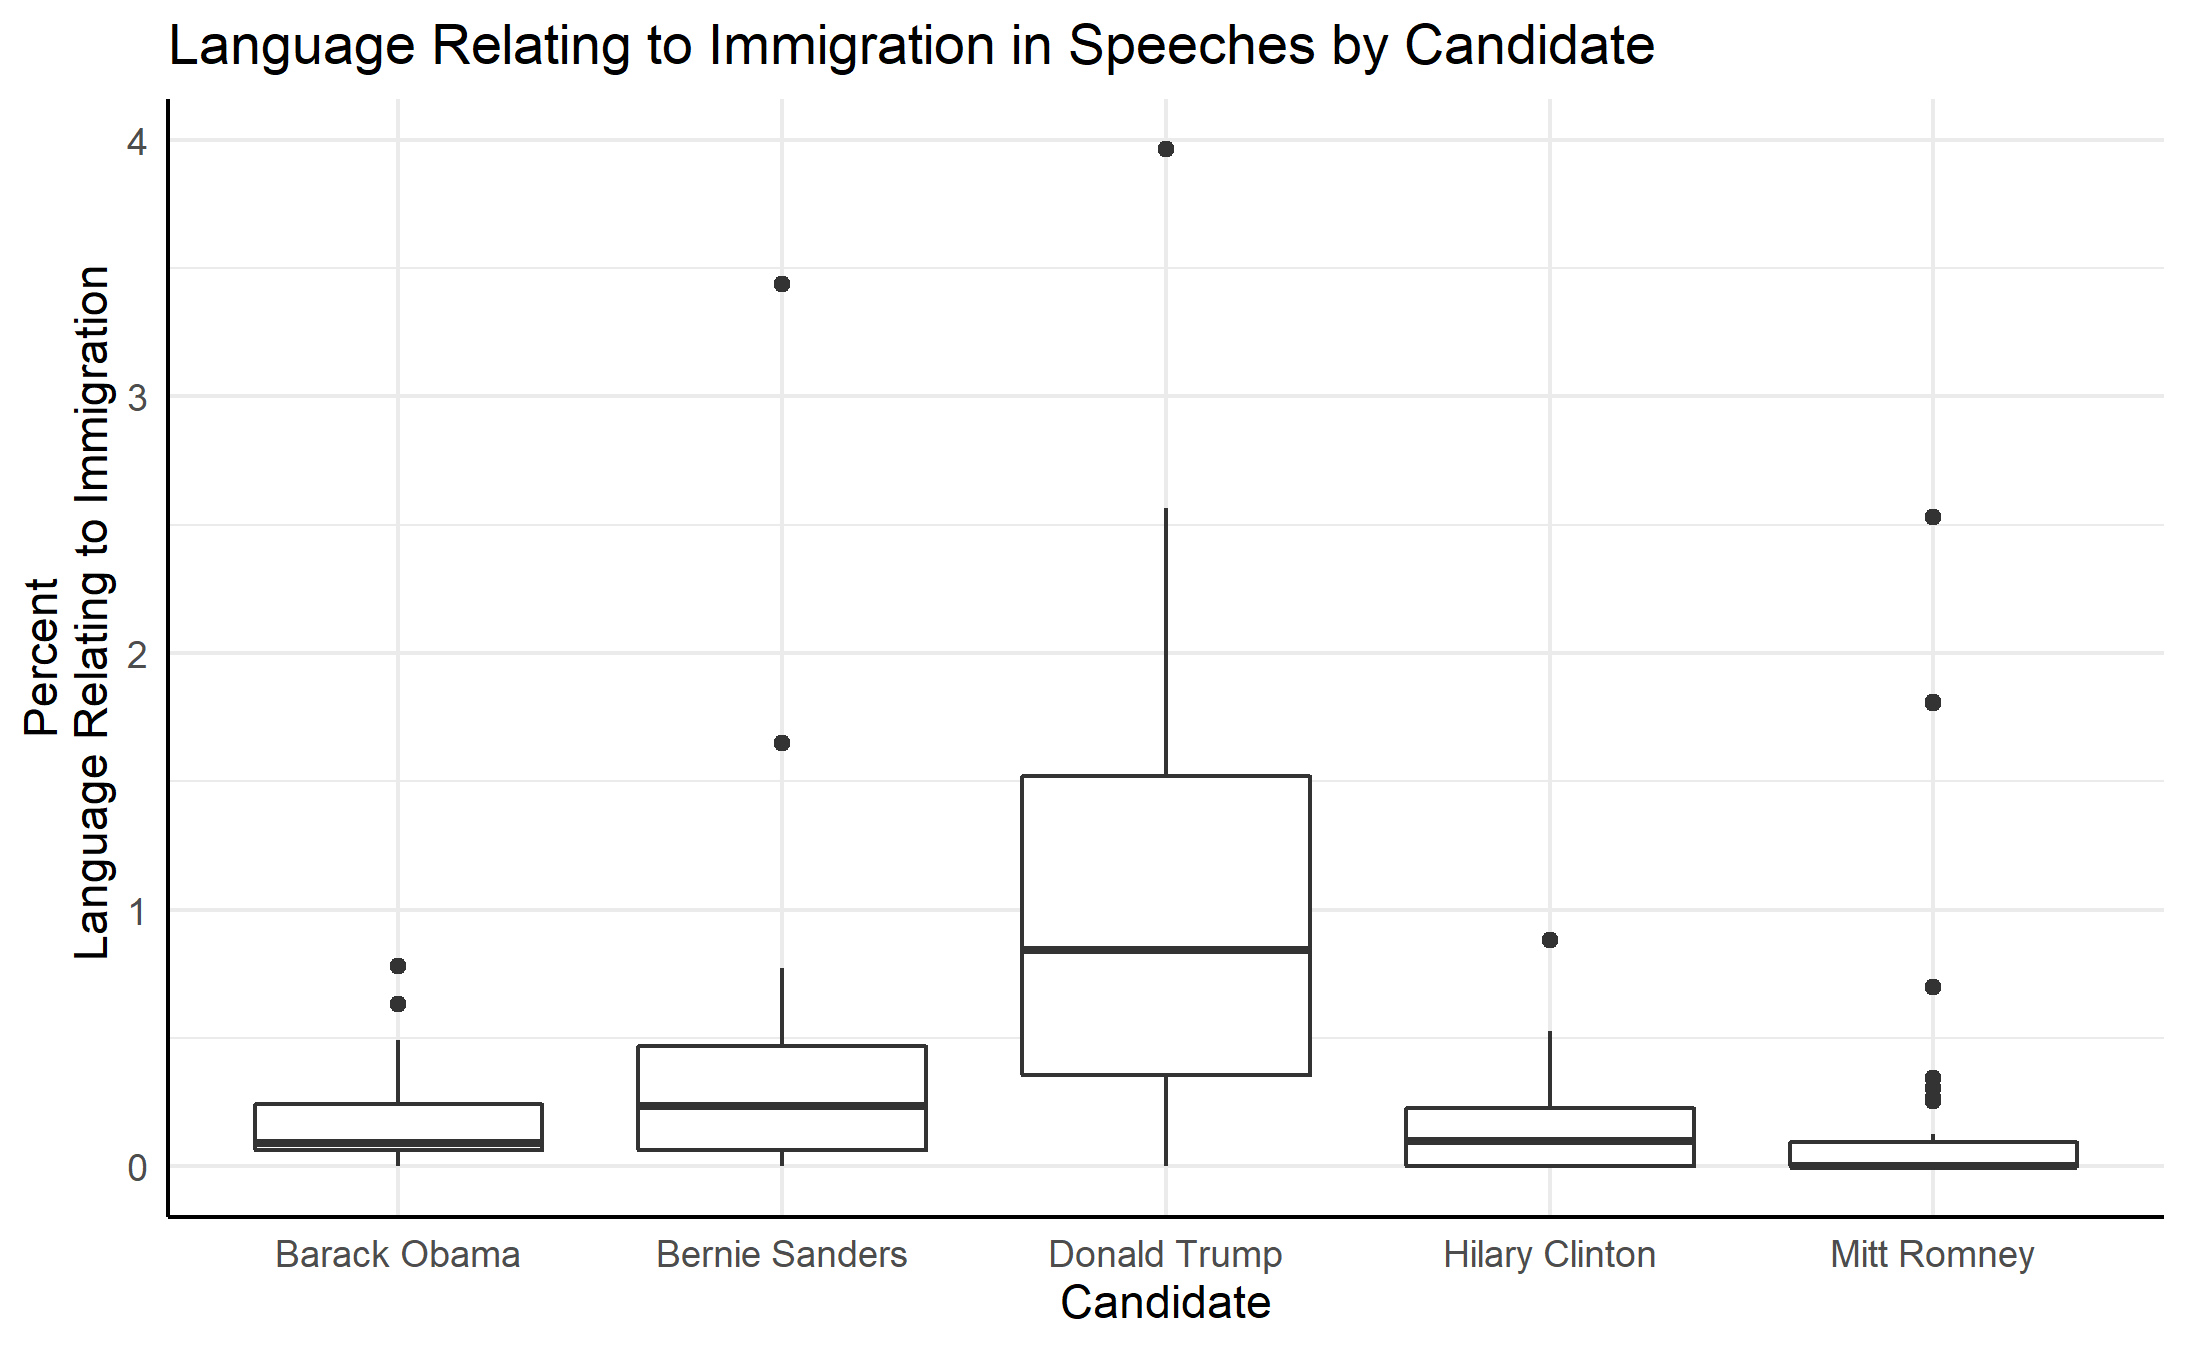 Language Relating to Immigration in Speeches by Candidate
Percent
Language Relating to Immigration
4
3
2
1
0
Barack Obama
Bernie Sanders
Donald Trump
Hilary Clinton
Mitt Romney
Candidate